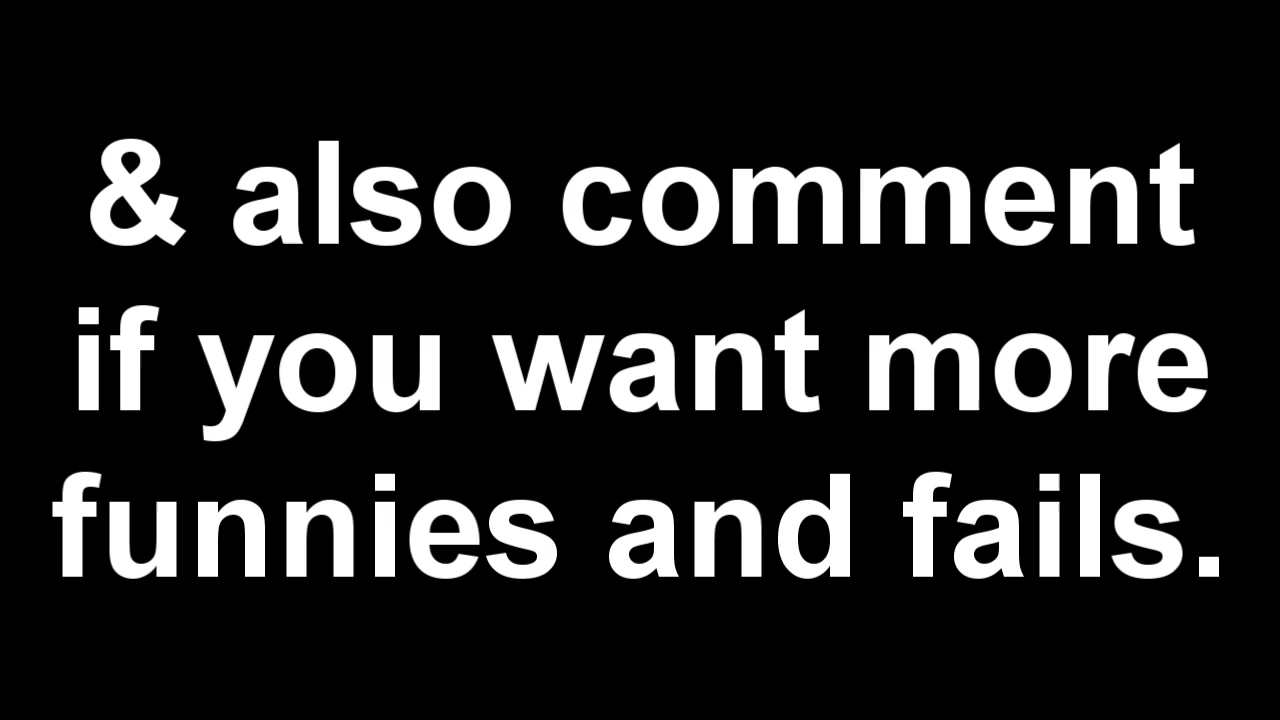 & also comment
if you want more
funnies and fails.